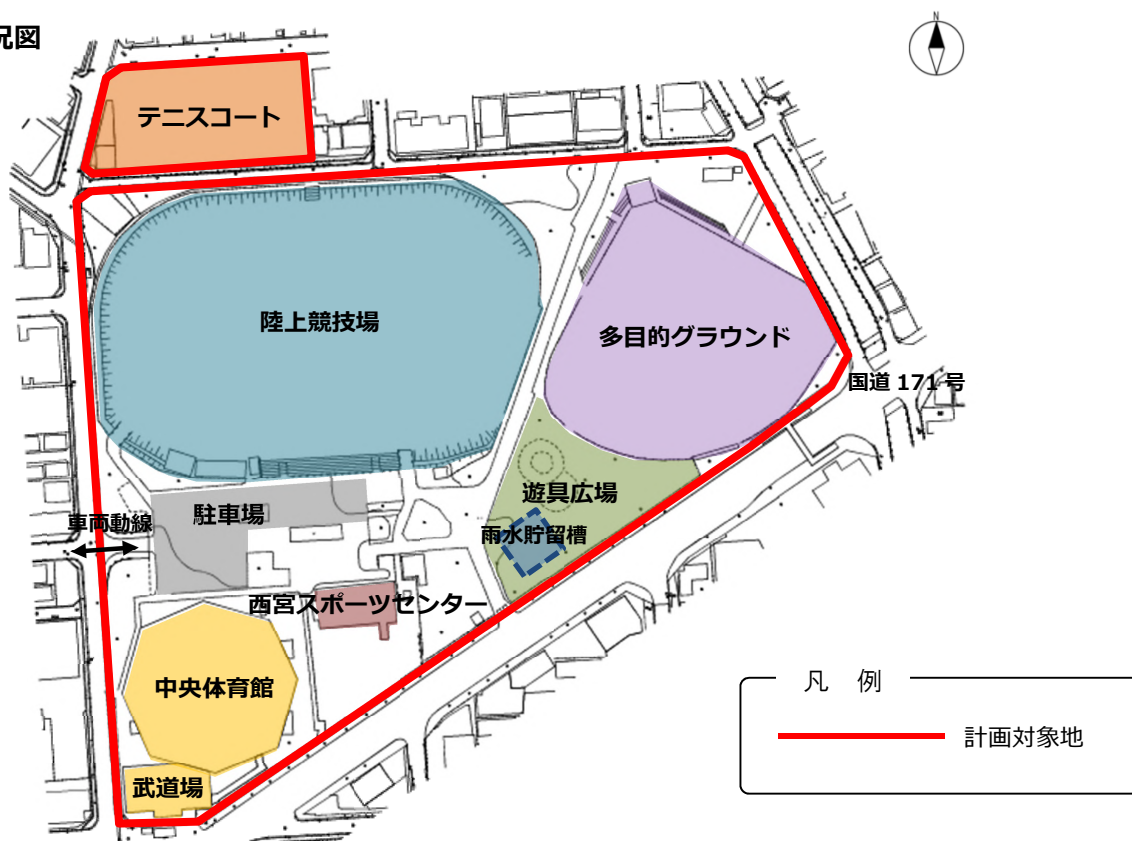 況図
N
テニスコート
陸上競技場
多目的グラウンド
国道 171 号
遊具広場
駐車場
車両動線
雨水貯留槽
西宮スポーツセンター
中央体育館
武道場
凡 例
計画対象地